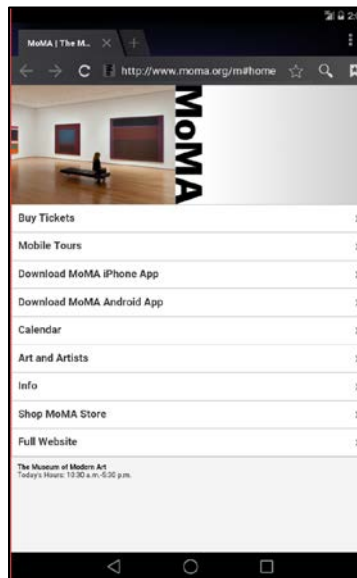 MoMA | The M..
http://www.moma.org/m#home
MoMA
Buy Tickets
Mobile Tours
Download MoMA iPhone App
Download MoMA Android App
Calendar
Art and Artists
Info
Shop MoMA Store
Full Website
The Museum of Modern Art
Today's Hours: 10:30 a.m.-5:30 p.m.